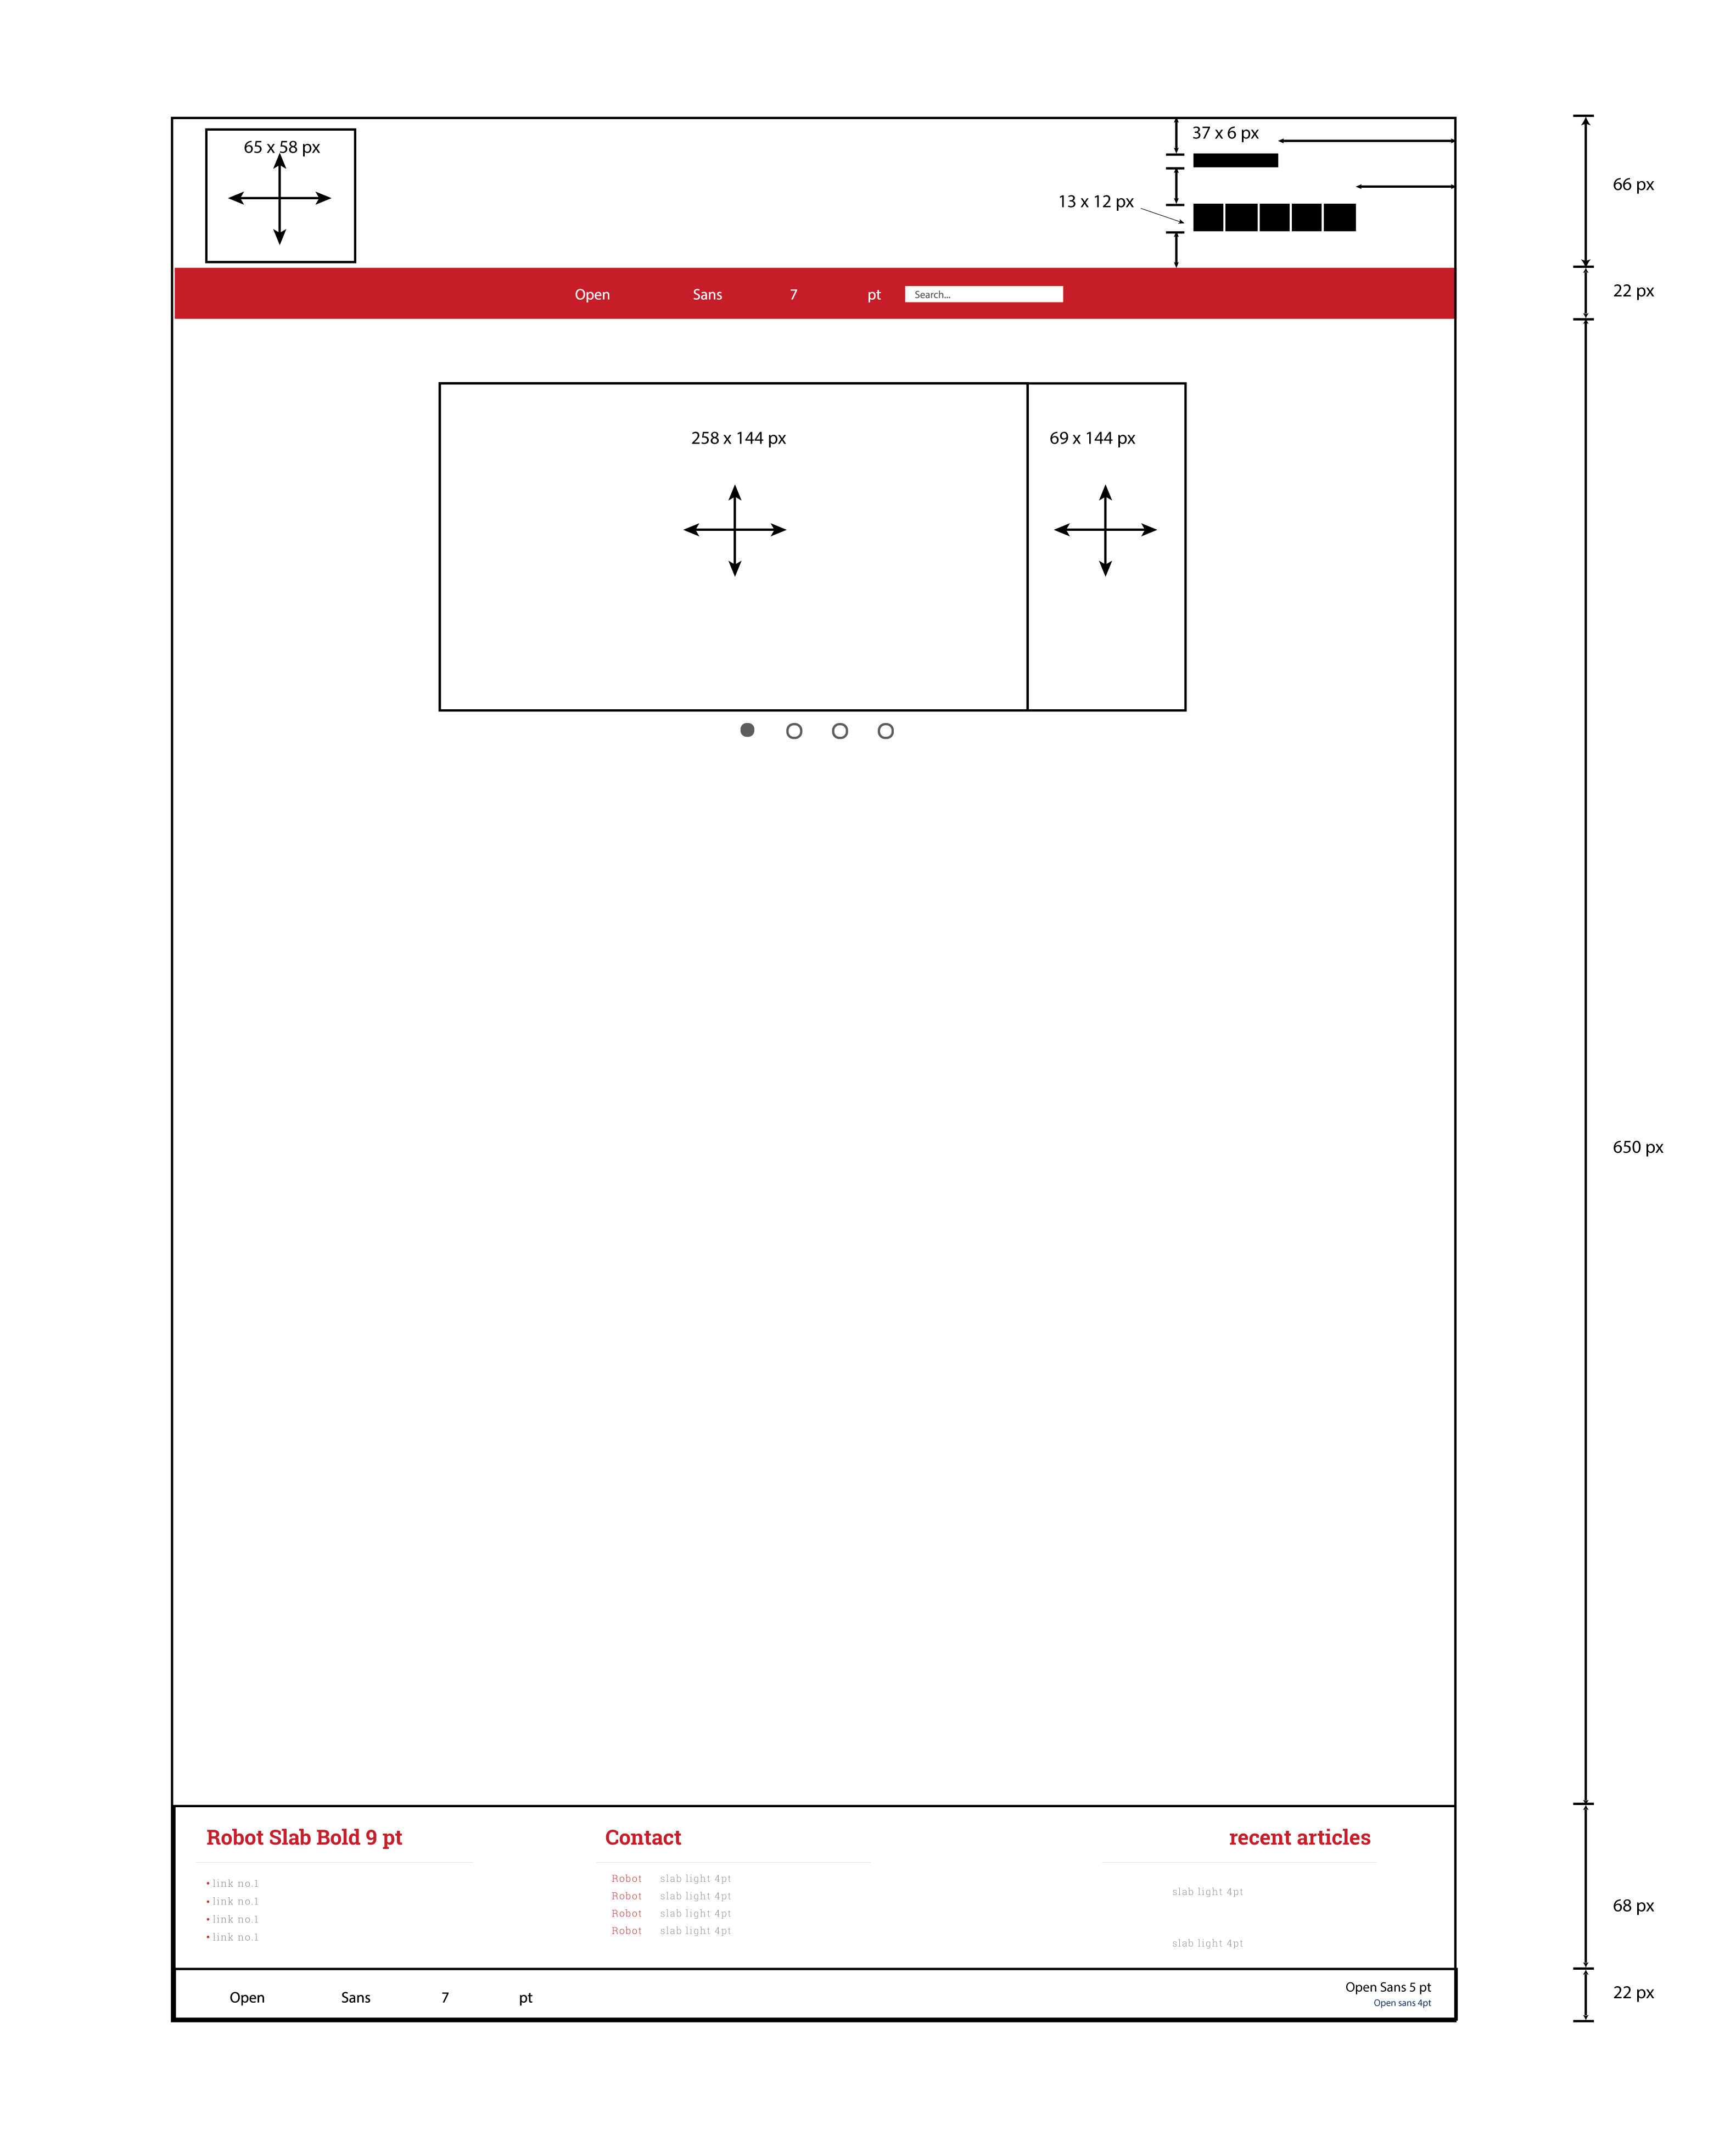 65 x 58 px
37 x 6 px
66 px
13 x 12 px
Open Sans 7 pt Search...
22 px
258 x 144 px
69 x 144 px
650 px
Robot Slab Bold 9 pt
• link no.1
• link no.1
• link no.1
• link no.1
Contact
Robot slab light 4pt
Robot slab light 4pt
Robot slab light 4pt
Robot slab light 4pt
recent articles
slab light 4pt
slab light 4pt
68 px
Open Sans 7 pt
Open Sans 5 pt
Open sans 4pt
22 px